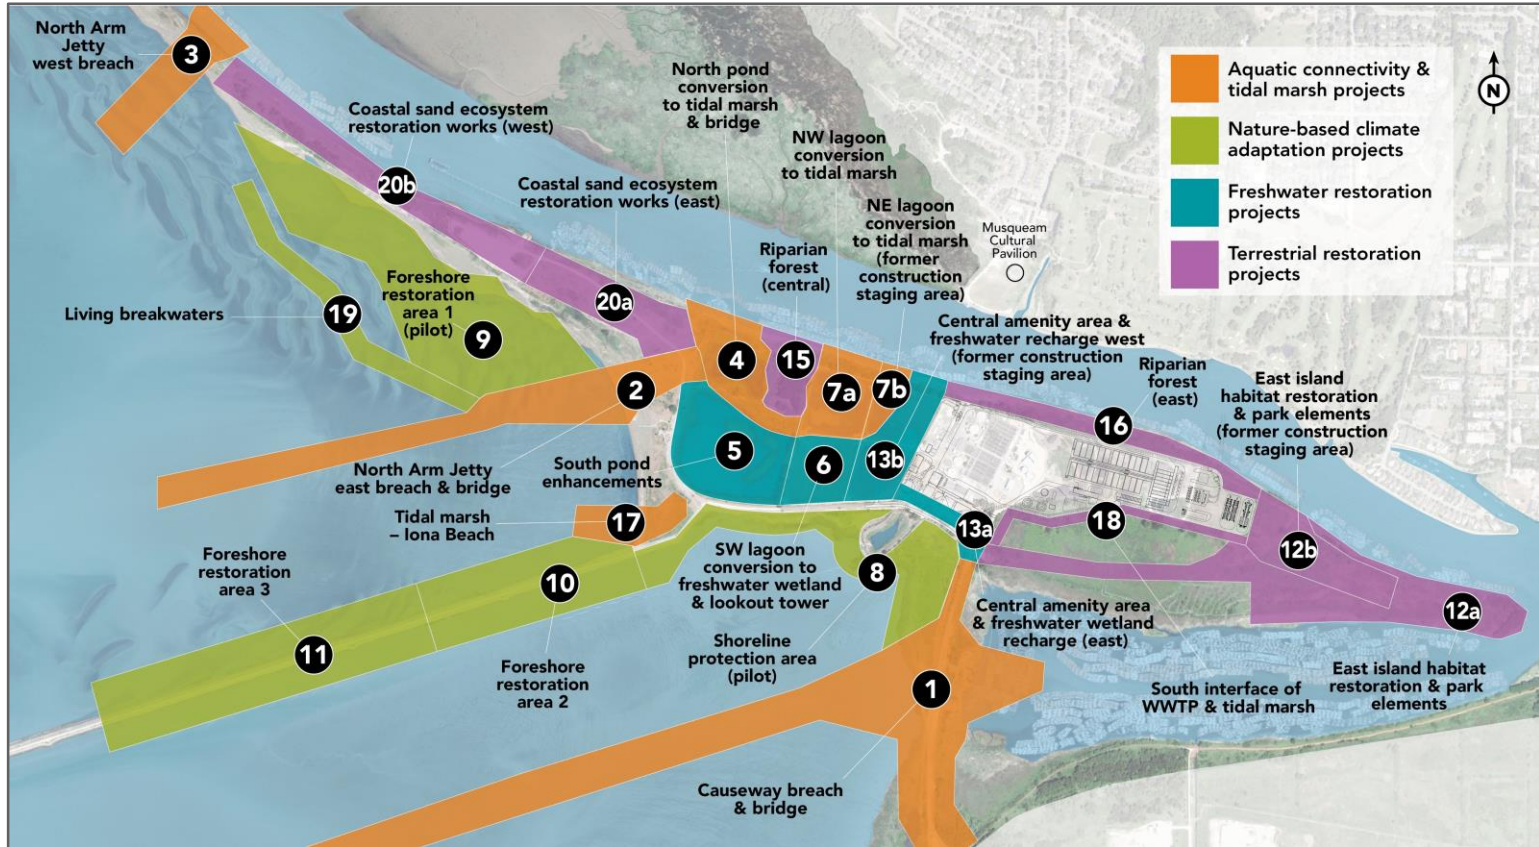 North Arm
Jetty
west breach
3
Coastal sand ecosystem
restoration works (west)
20b
Coastal sand ecosystem
restoration works (east)
20a
North pond
conversion
to tidal marsh
& bridge
4
NW lagoon
conversion
to tidal marsh
7a
NE lagoon
conversion
to tidal marsh
(former
construction
staging area)
7b
Riparian
forest
(central)
15
Musqueam
Cultural
Pavilion
Aquatic connectivity &
tidal marsh projects
Nature-based climate
adaptation projects
Freshwater restoration
projects
Terrestrial restoration
projects
N
Living breakwaters
19
Foreshore
restoration
area 1
(pilot)
9
Central amenity area &
freshwater recharge west
(former construction
staging area)
13b
Riparian
forest
(east)
16
East island
habitat restoration
& park elements
(former construction
staging area)
12b
2
North Arm Jetty
east breach & bridge
5
South pond
enhancements
6
SW lagoon
conversion to
freshwater wetland
& lookout tower
Tidal marsh
– Iona Beach
17
13a
Central amenity area
& freshwater wetland
recharge (east)
18
South interface of
WWTP & tidal marsh
12a
East island habitat
restoration & park
elements
Foreshore
restoration
area 3
11
10
Foreshore
restoration
area 2
8
Shoreline
protection area
(pilot)
1
Causeway breach
& bridge